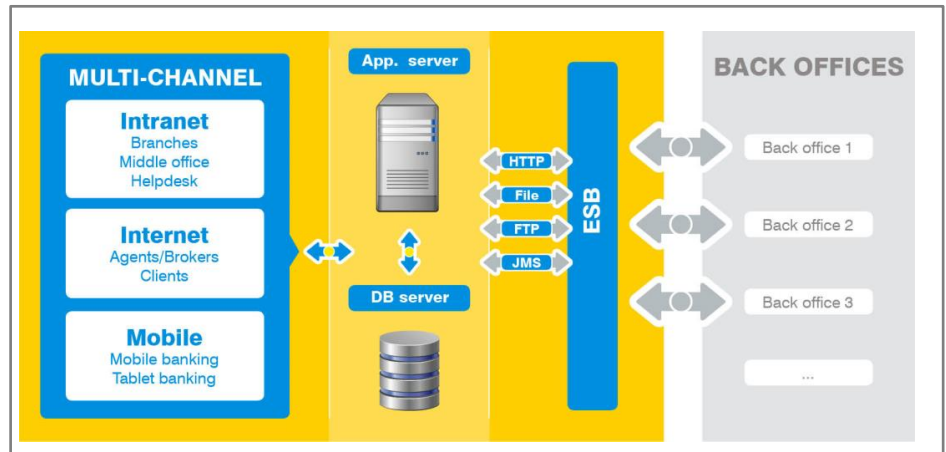 MULTI-CHANNEL
Intranet
Branches
Middle office
Helpdesk
Internet
Agents/Brokers
Clients
Mobile
Mobile banking
Tablet banking
App. server
DB server
HTTP
File
FTP
JMS
ESB
BACK OFFICES
Back office 1
Back office 2
Back office 3
...